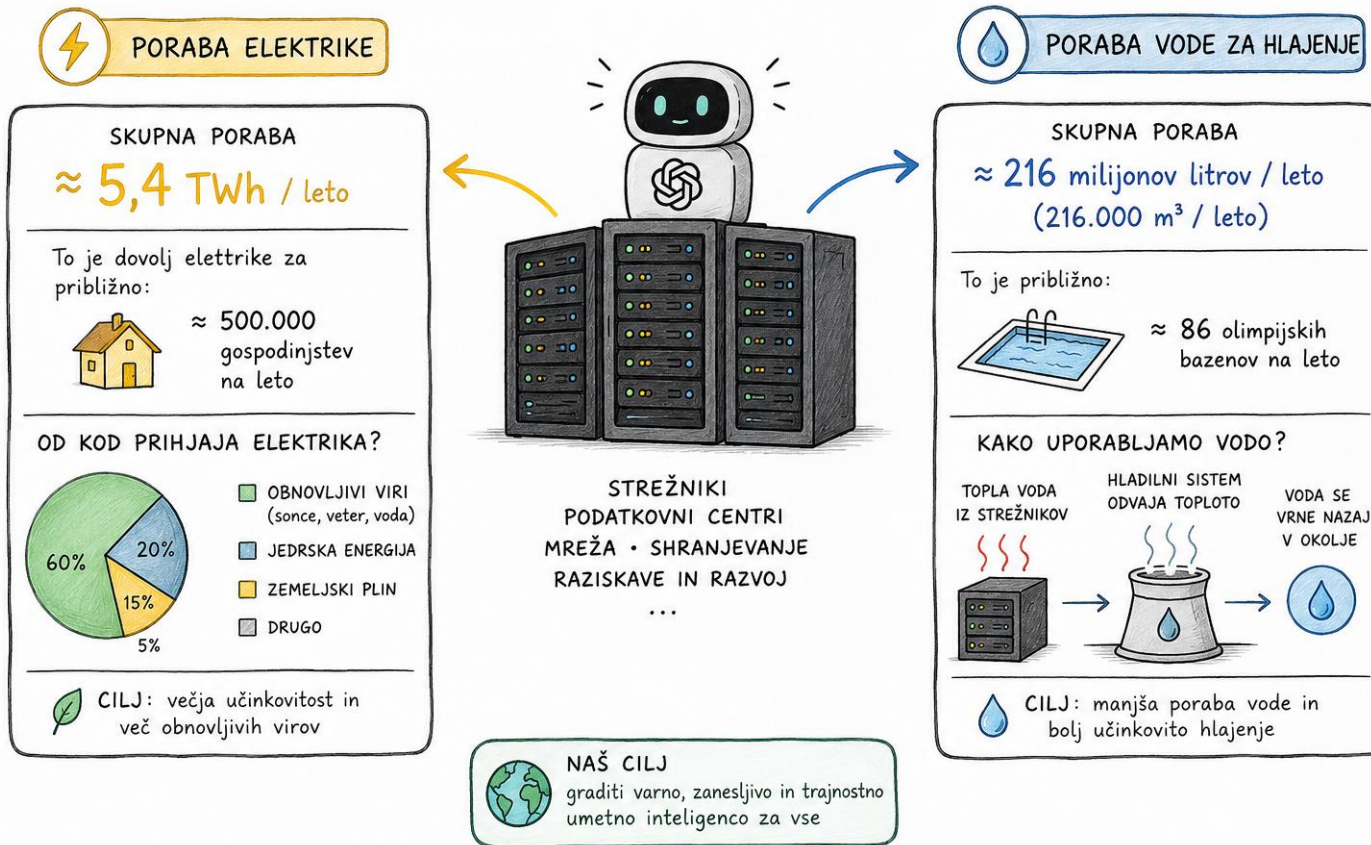 PORABA ELEKTRIKE
SKUPNA PORABA
≈ 5,4 TWh / leto
To je dovolj elettrike za
približno:
≈ 500.000
gospodinjstev
na leto
OD KOD PRIHJAJA ELEKTRIKA?
60%
20%
15%
5%
OBNOVLJIVI VIRI
(sonce, veter, voda)
JEDRSKA ENERGIJA
ZEMELJSKI PLIN
DRUGO
CILJ: večja učinkovitost in
več obnovljivih virov
STREŽNIKI
PODATKOVNI CENTRI
MREŽA • SHRANJEVANJE
RAZISKAVE IN RAZVOJ
...
NAŠ CILJ
graditi varno, zanesljivo in trajnostno
umetno inteligenco za vse
PORABA VODE ZA HLAJENJE
SKUPNA PORABA
≈ 216 milijonov litrov / leto
(216.000 m³ / leto)
To je približno:
≈ 86 olimpijskih
bazenov na leto
KAKO UPORABLJAMO VODO?
TOPLA VODA
IZ STREŽNIKOV
HLADILNI SISTEM
ODVAJA TOPLOTO
VODA SE
VRNE NAZAJ
V OKOLJE
CILJ: manjša poraba vode in
bolj učinkovito hlajenje